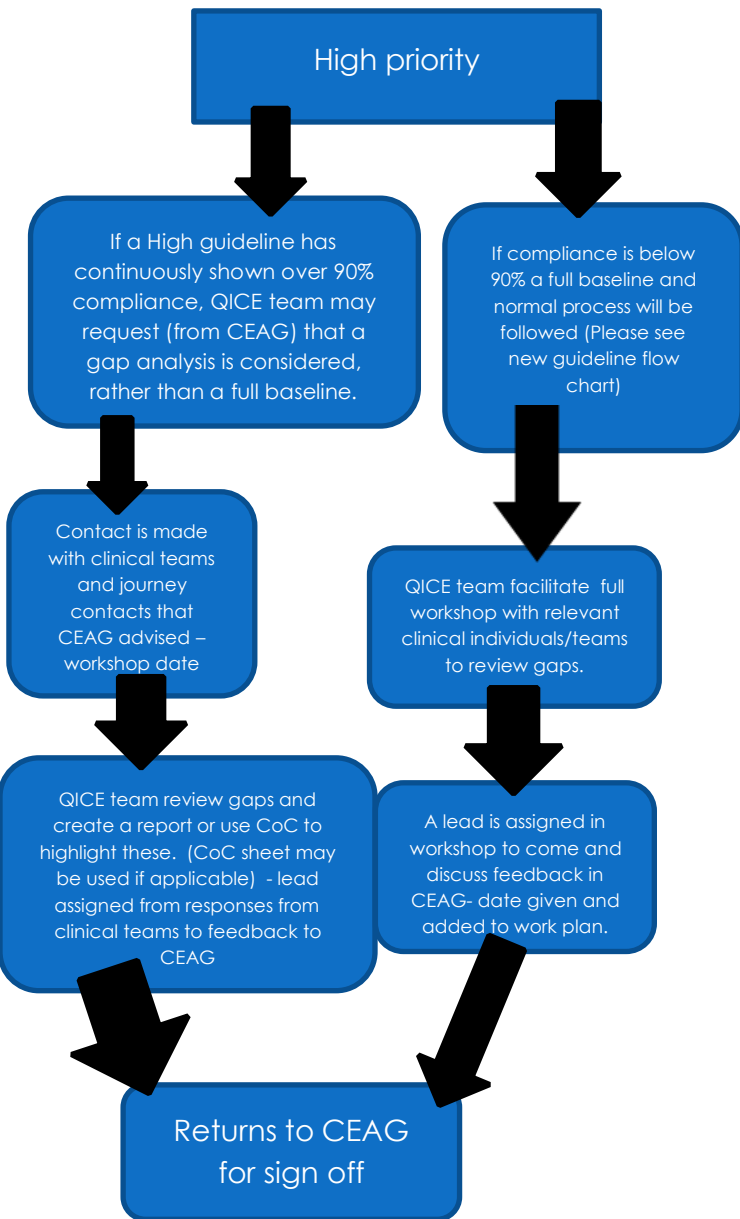 High priority
If a High guideline has
continuously shown over 90%
compliance, QICE team may
request (from CEAG) that a
gap analysis is considered,
rather than a full baseline.
If compliance is below
90% a full baseline and
normal process will be
followed (Please see
new guideline flow
chart)
Contact is made
with clinical teams
and journey
contacts that
CEAG advised –
workshop date
QICE team facilitate full
workshop with relevant
clinical individuals/teams
to review gaps.
QICE team review gaps and
create a report or use CoC to
highlight these. (CoC sheet may
be used if applicable) - lead
assigned from responses from
clinical teams to feedback to
CEAG
A lead is assigned in
workshop to come and
discuss feedback in
CEAG- date given and
added to work plan.
Returns to CEAG
for sign off